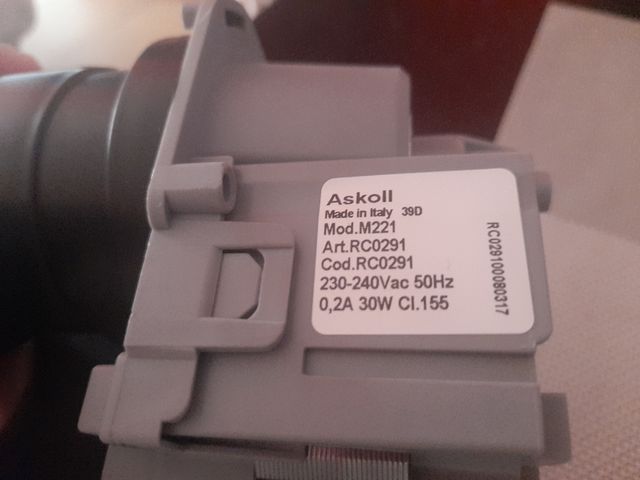 Askoll
Made in Italy 39D
Mod.M221
Art.RC0291
Cod.RC0291
230-240Vac 50Hz
0,2A 30W Cl.155
RC029100080317